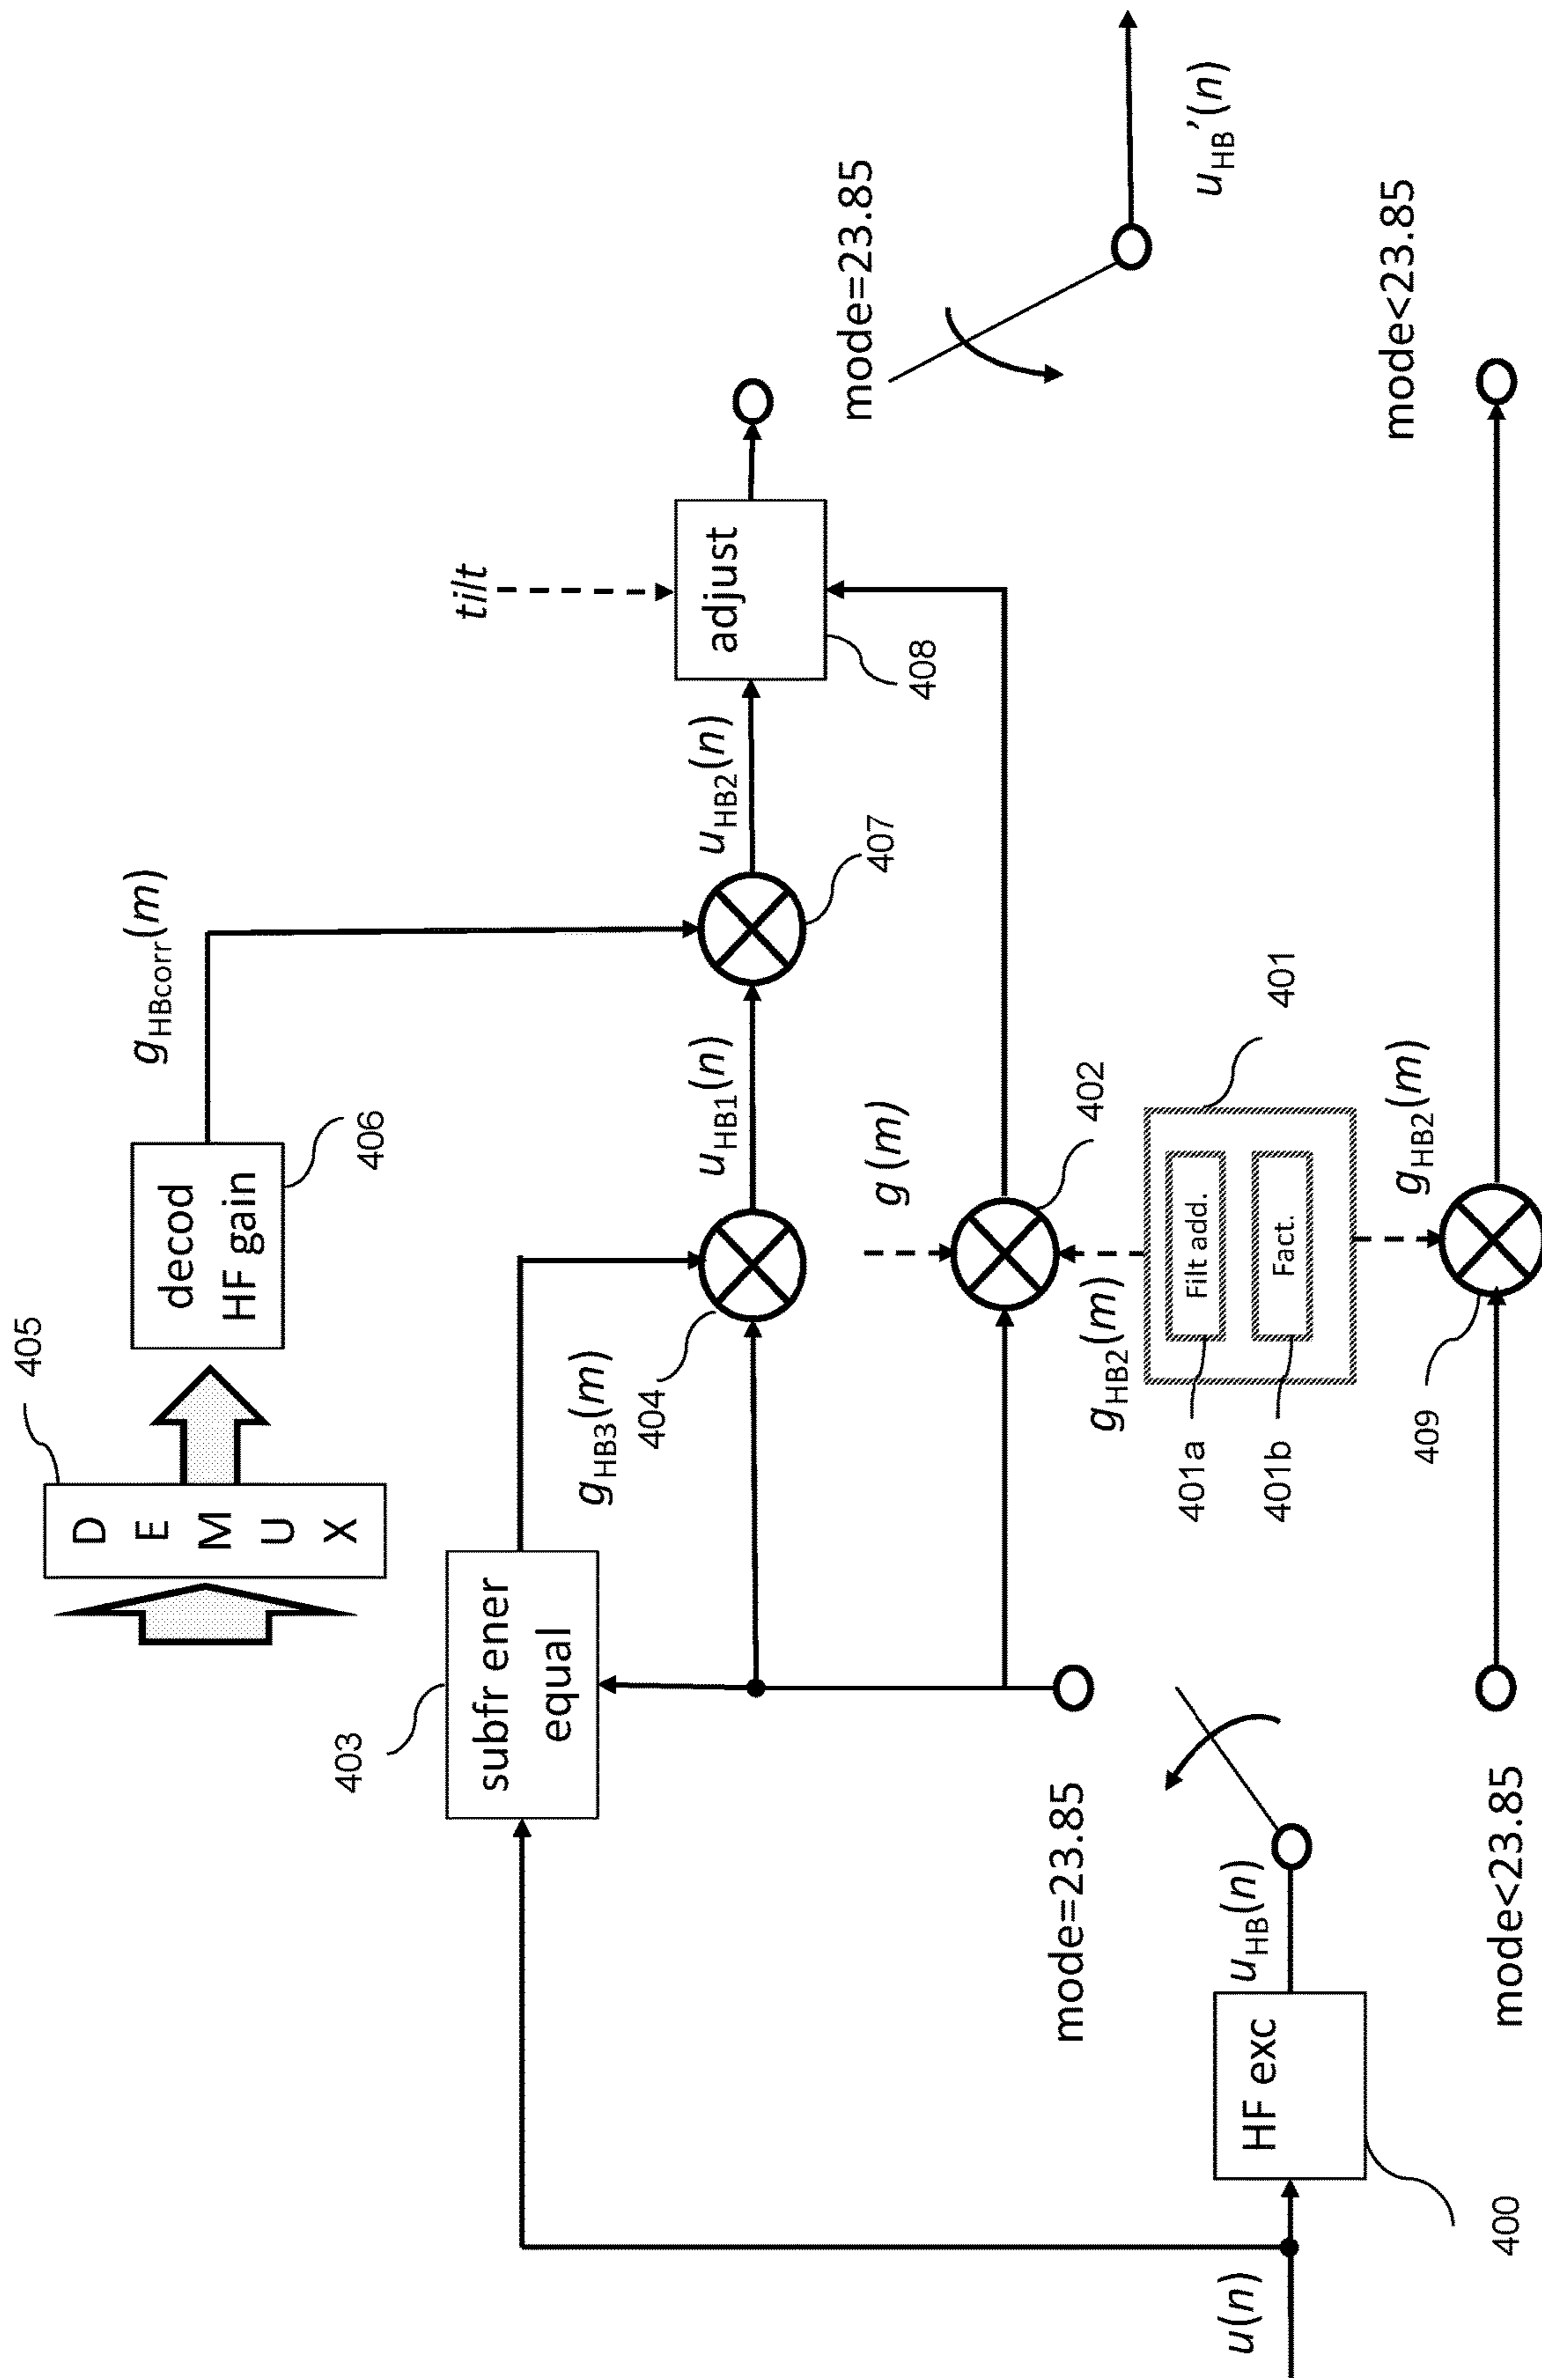 405
D
E
M
U
X
decod
HF gain
406
g_HBcorr(m)
403
subfr ener
equal
g_HB3(m)
404
u_HB1(n)
407
u_HB2(n)
tilt
adjust
408
mode=23.85
u_HB'(n)
g (m)
402
mode=23.85
g_HB2(m)
401
Filt add.
Fact.
401a
401b
u(n)
HF exc
400
u_HB(n)
mode<23.85
409
g_HB2(m)
mode<23.85